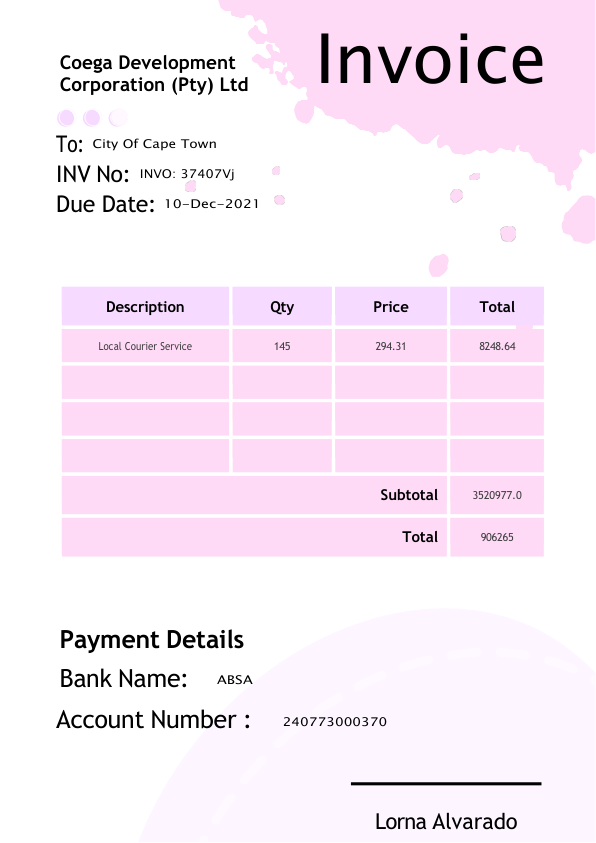 Invoice
Coega Development
Corporation (Pty) Ltd
To: City Of Cape Town
INV No: INVO: 37407Vj
Due Date: 10-Dec-2021
Description Qty Price Total
Local Courier Service 145 294.31 8248.64
Subtotal 3520977.0
Total 906265
Payment Details
Bank Name: ABSA
Account Number : 240773000370
Lorna Alvarado